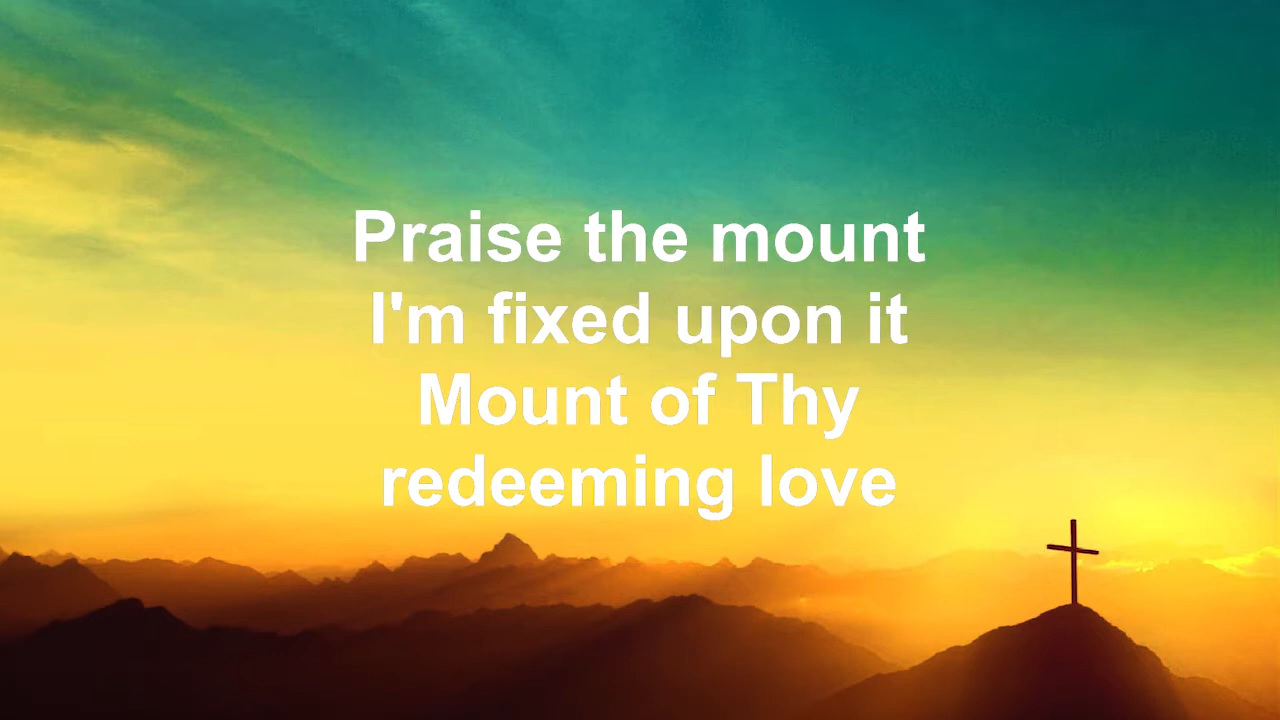 Praise the mount
I'm fixed upon it
Mount of Thy
redeeming love